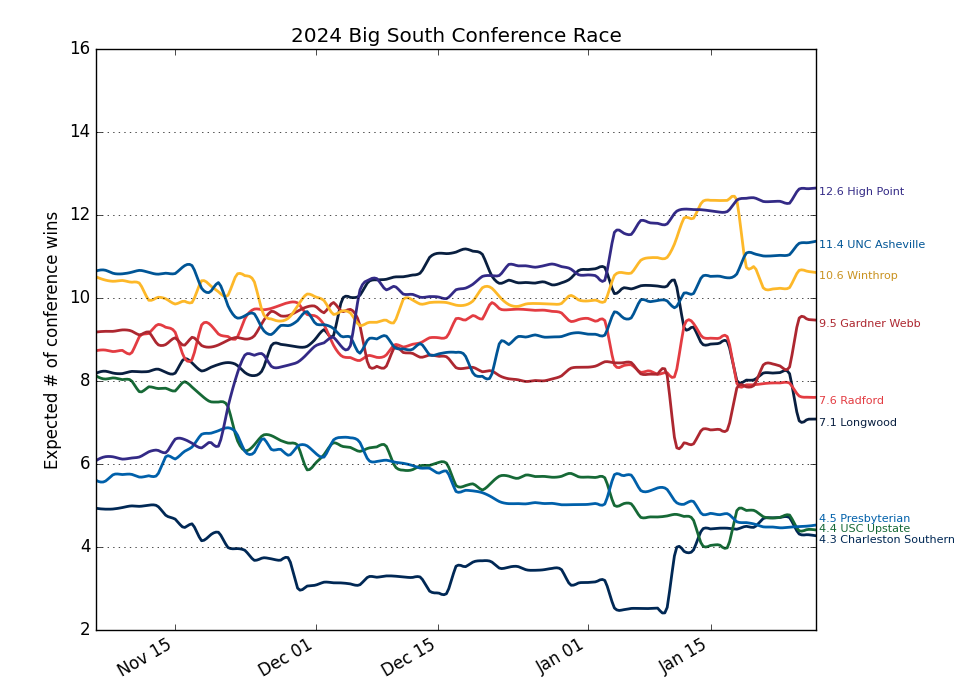 2024 Big South Conference Race
Expected # of conference wins
16
14
12
10
8
6
4
2
12.6 High Point
11.4 UNC Asheville
10.6 Winthrop
9.5 Gardner Webb
7.6 Radford
7.1 Longwood
4.5 Presbyterian
4.4 USC Upstate
4.3 Charleston Southern
Nov 15
Dec 01
Dec 15
Jan 01
Jan 15